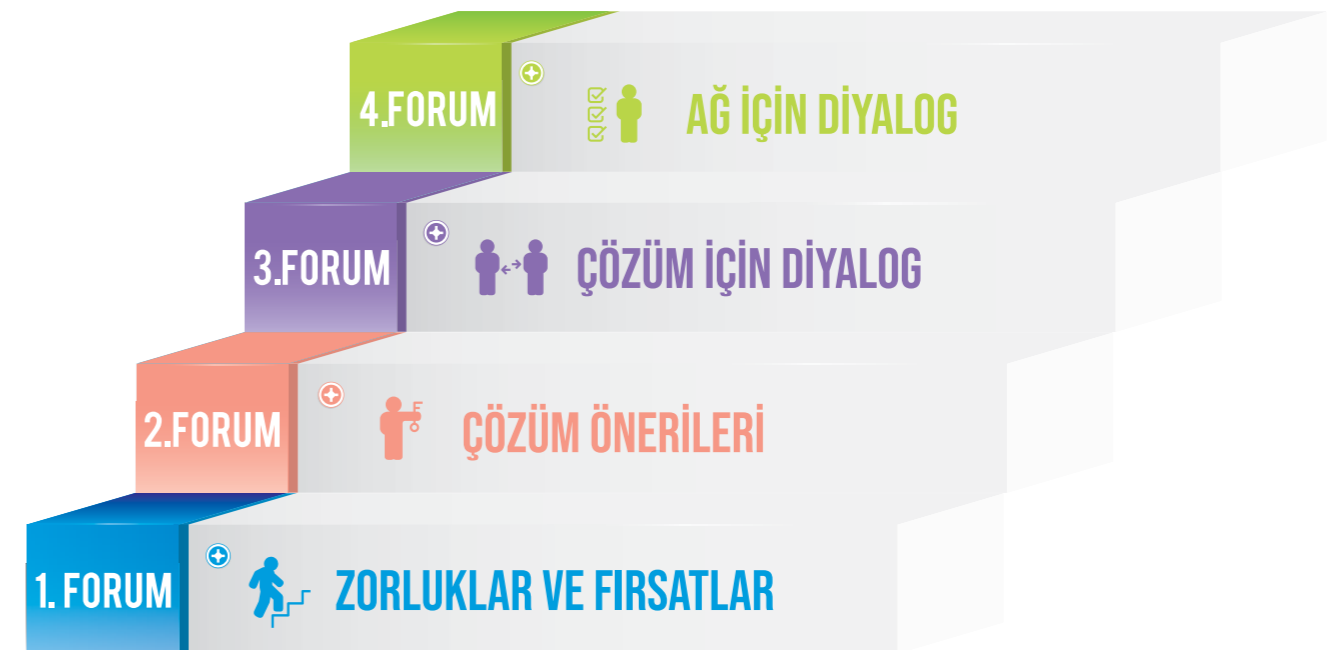 4.FORUM AĞ İÇİN DİYALOG
3.FORUM ÇÖZÜM İÇİN DİYALOG
2.FORUM ÇÖZÜM ÖNERİLERİ
1. FORUM ZORLUKLAR VE FIRSATLAR